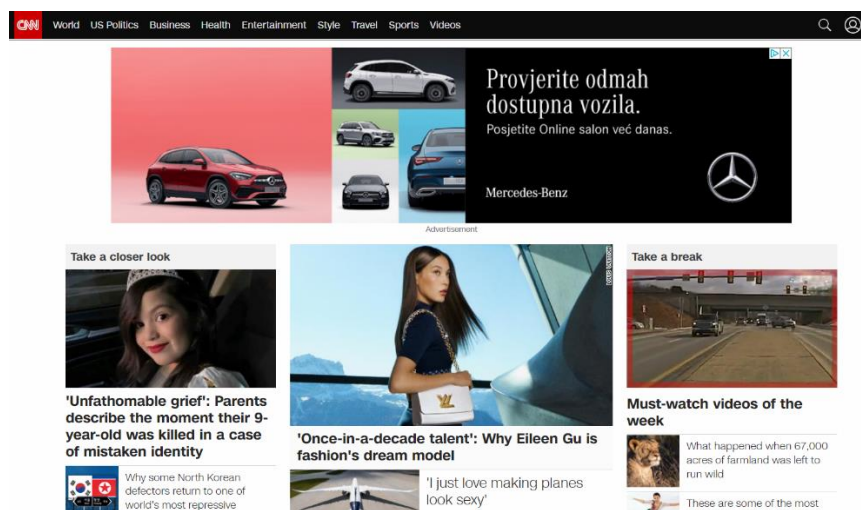 CNN World US Politics Business Health Entertainment Style Travel Sports Videos
Provjerite odmah
dostupna vozila.
Posjetite Online salon već danas.
Mercedes-Benz
Advertisement
Take a closer look
'Unfathomable grief': Parents
describe the moment their 9-
year-old was killed in a case
of mistaken identity
Why some North Korean
defectors return to one of
world's most repressive
'Once-in-a-decade talent': Why Eileen Gu is
fashion's dream model
'I just love making planes
look sexy'
Take a break
Must-watch videos of the
week
What happened when 67,000
acres of farmland was left to
run wild
These are some of the most